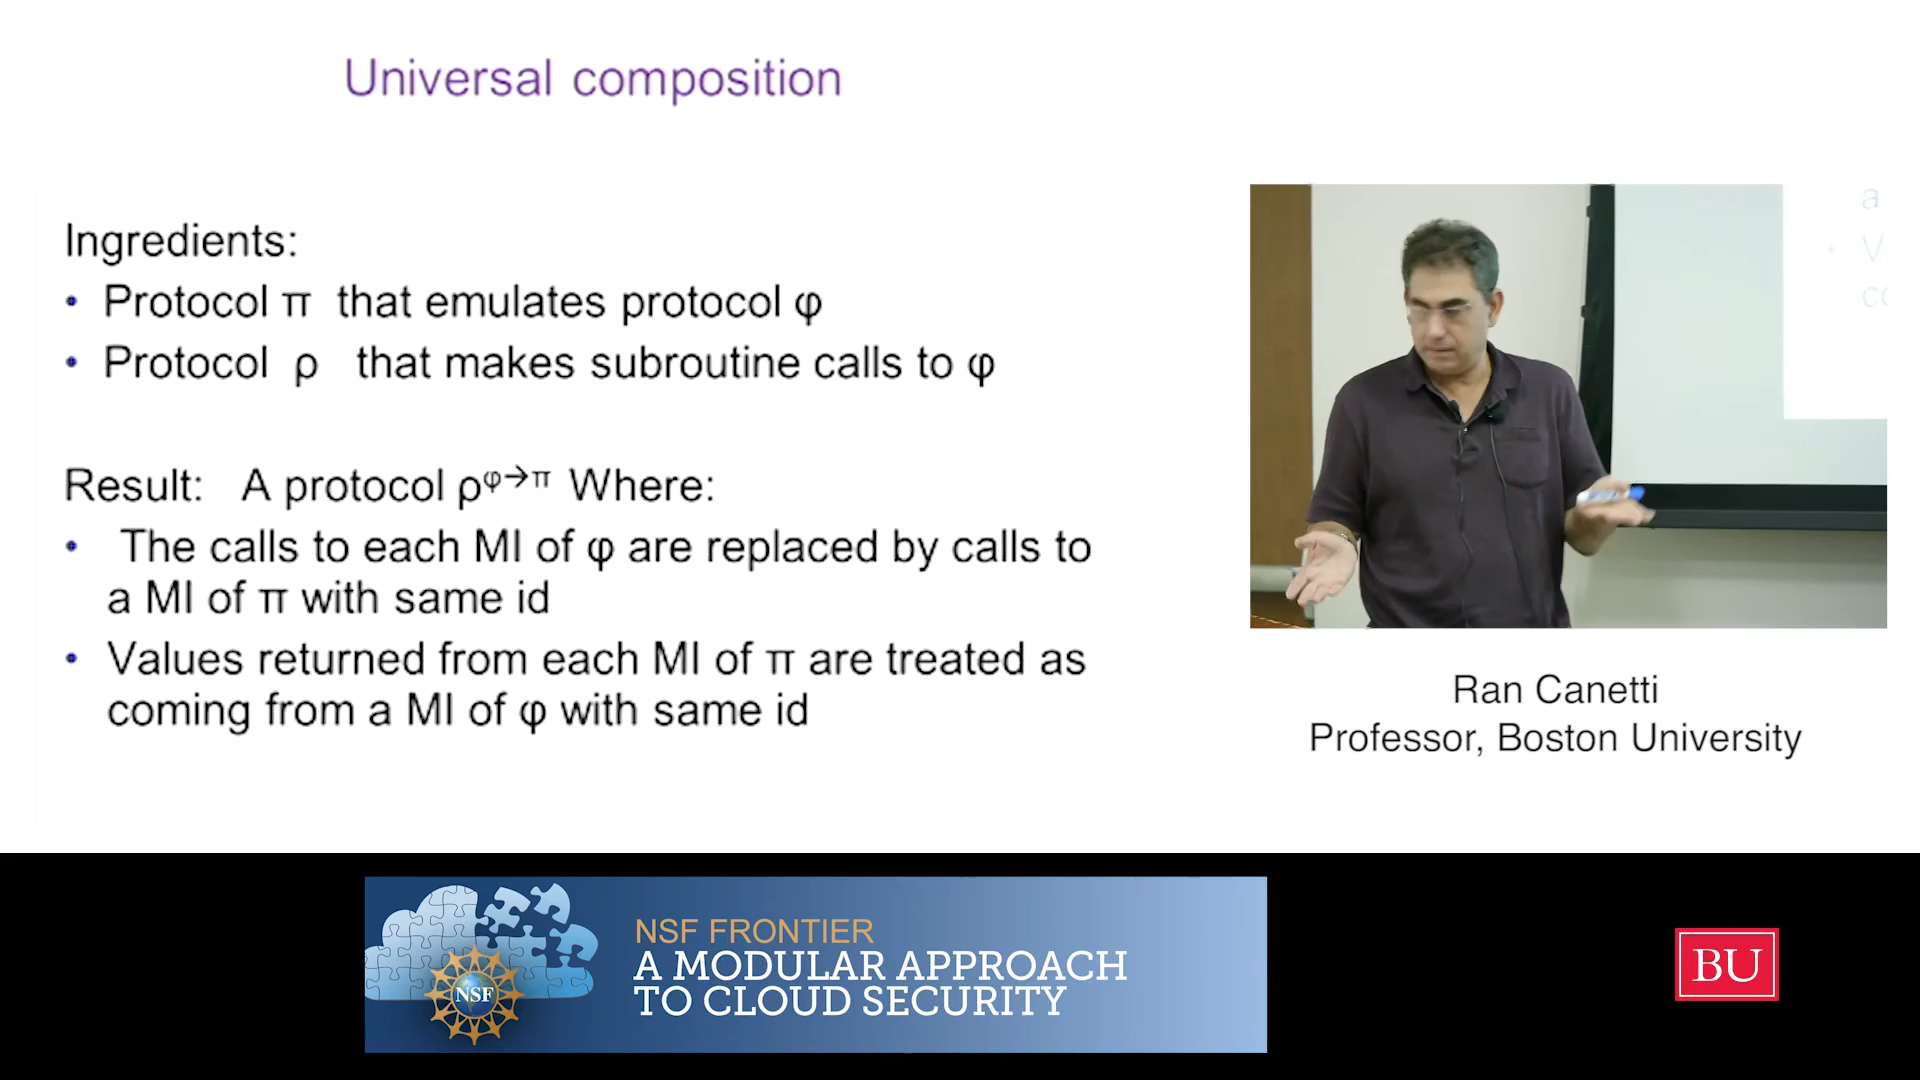 Universal composition
Ingredients:
• Protocol π that emulates protocol φ
• Protocol ρ that makes subroutine calls to φ
Result: A protocol ρ^φ→π Where:
• The calls to each MI of φ are replaced by calls to
a MI of π with same id
• Values returned from each MI of π are treated as
coming from a MI of φ with same id
a
V
Ran Canetti
Professor, Boston University
NSF FRONTIER
A MODULAR APPROACH
TO CLOUD SECURITY
NSF
BU